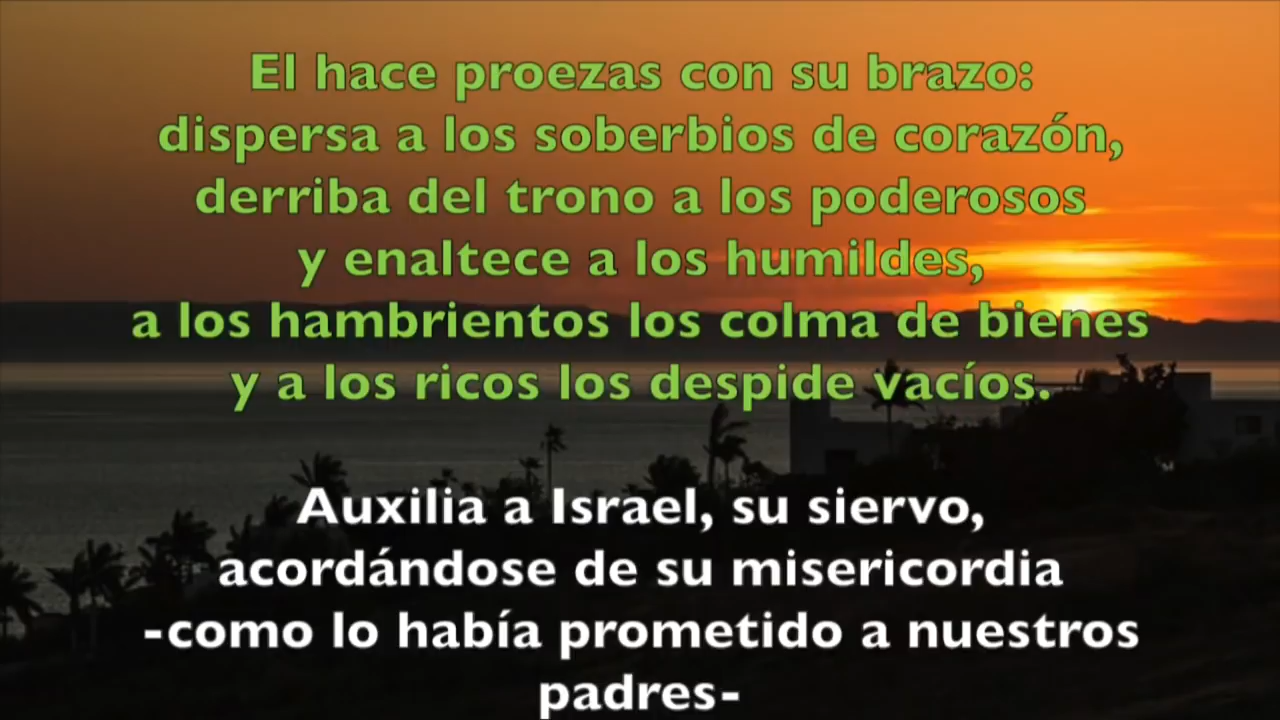 El hace proezas con su brazo:
dispersa a los soberbios de corazón,
derriba del trono a los poderosos
y enaltece a los humildes,
a los hambrientos los colma de bienes
y a los ricos los despide vacíos.
Auxilia a Israel, su siervo,
acordándose de su misericordia
-como lo había prometido a nuestros
padres-